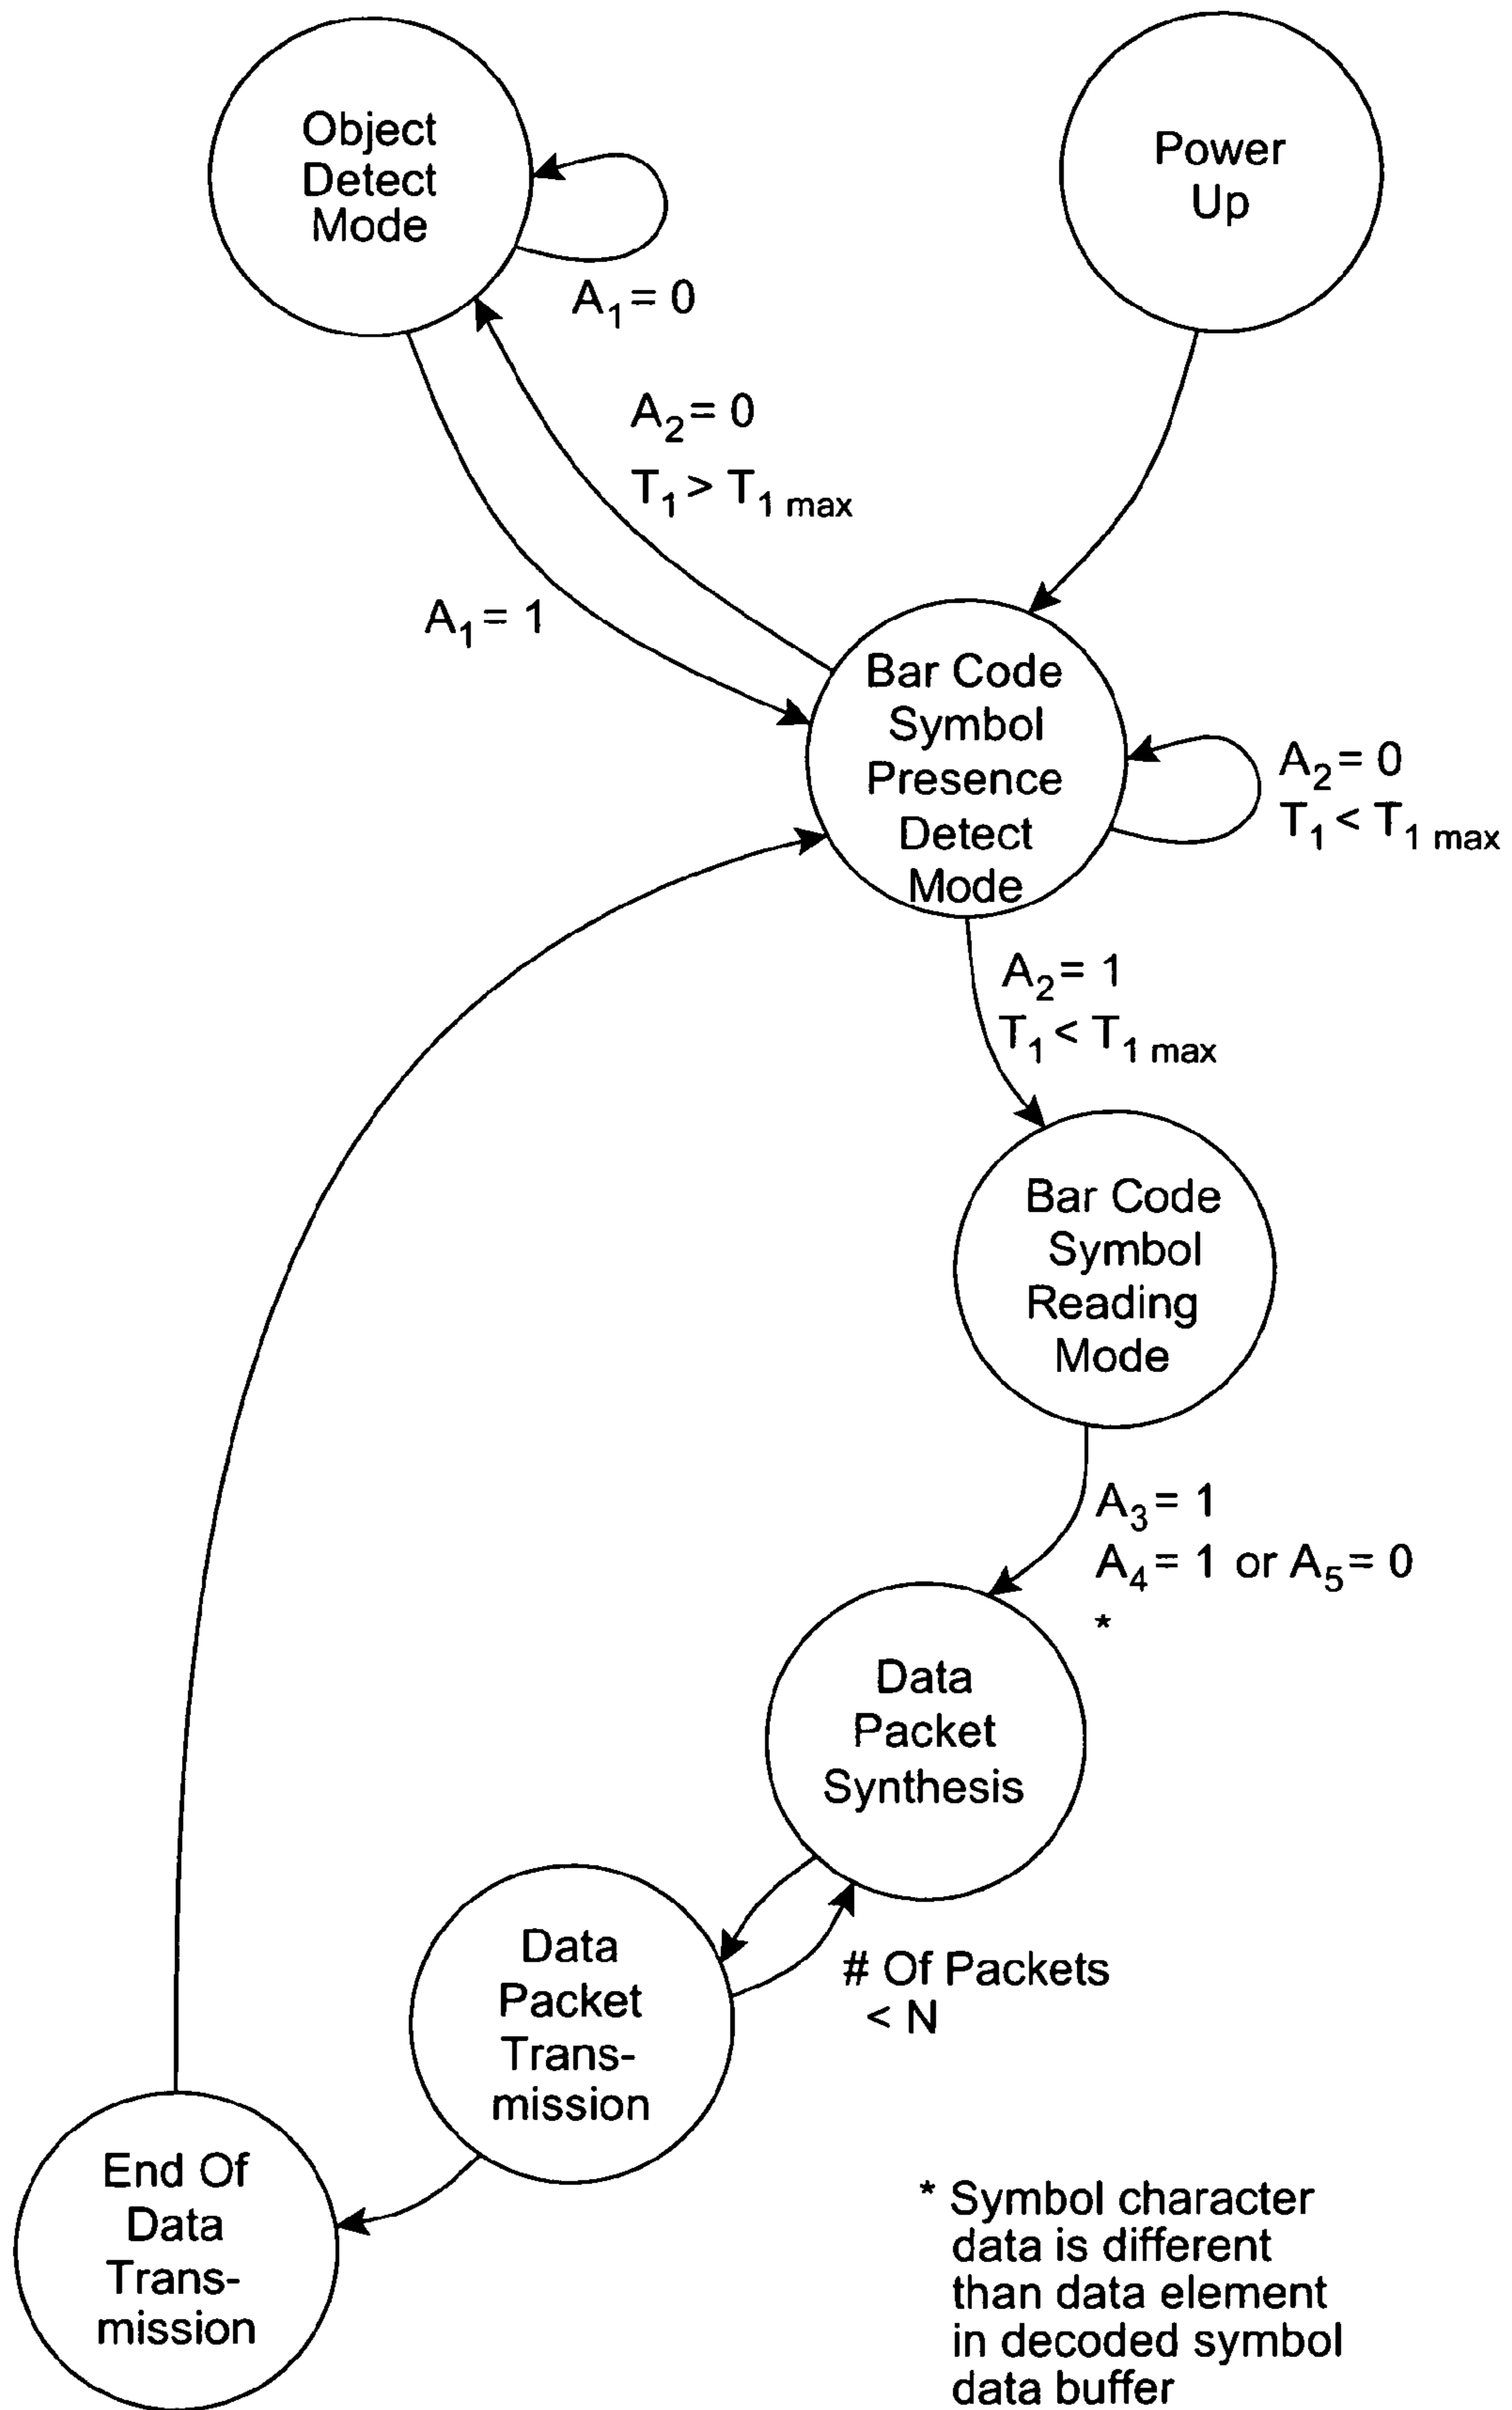 Object
Detect
Mode
Power
Up
A1 = 0
A2 = 0
T1 > T1 max
A1 = 1
Bar Code
Symbol
Presence
Detect
Mode
A2 = 0
T1 < T1 max
A2 = 1
T1 < T1 max
Bar Code
Symbol
Reading
Mode
A3 = 1
A4 = 1 or A5 = 0
*
Data
Packet
Synthesis
Data
Packet
Trans-
mission
# Of Packets
< N
End Of
Data
Trans-
mission
* Symbol character
data is different
than data element
in decoded symbol
data buffer